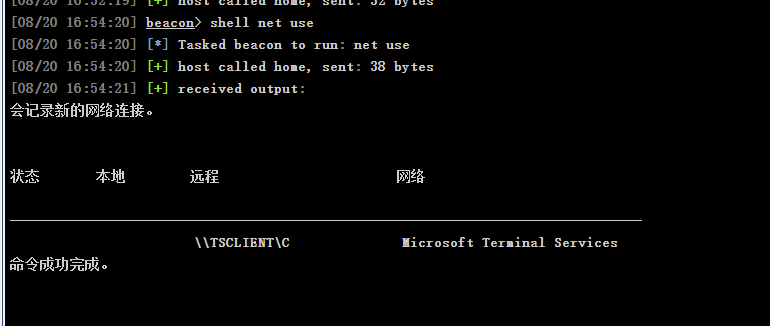 [08/20 16:52:19] [+] host called home, sent: 32 bytes
[08/20 16:54:20] beacon> shell net use
[08/20 16:54:20] [*] Tasked beacon to run: net use
[08/20 16:54:20] [+] host called home, sent: 38 bytes
[08/20 16:54:21] [+] received output:
会记录新的网络连接。
状态 本地 远程 网络
\\TSCLIENT\C Microsoft Terminal Services
命令成功完成。